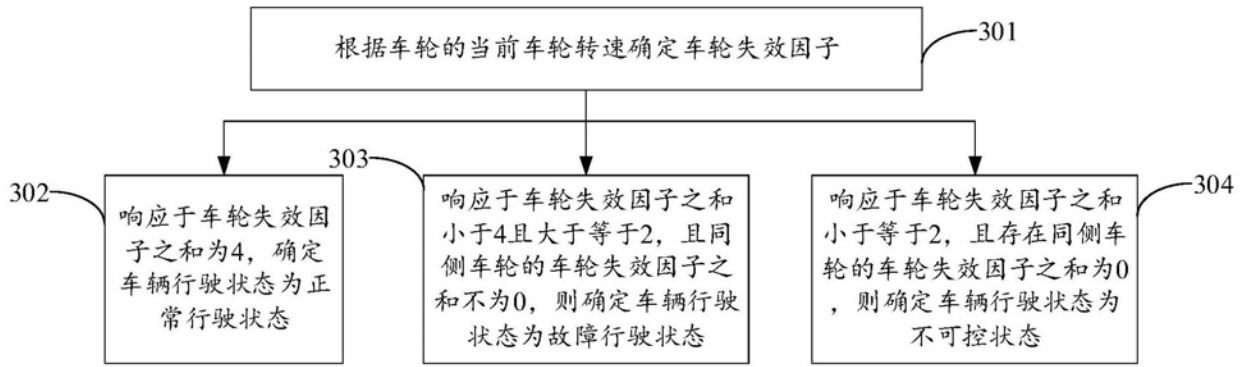 根据车轮的当前车轮转速确定车轮失效因子
301
302
响应于车轮失效因
子之和为4，确定
车辆行驶状态为正
常行驶状态
303
响应于车轮失效因子之和
小于4且大于等于2，且同
侧车轮的车轮失效因子之
和不为0，则确定车辆行驶
状态为故障行驶状态
304
响应于车轮失效因子之和
小于等于2，且存在同侧车
轮的车轮失效因子之和为0
，则确定车辆行驶状态为
不可控状态